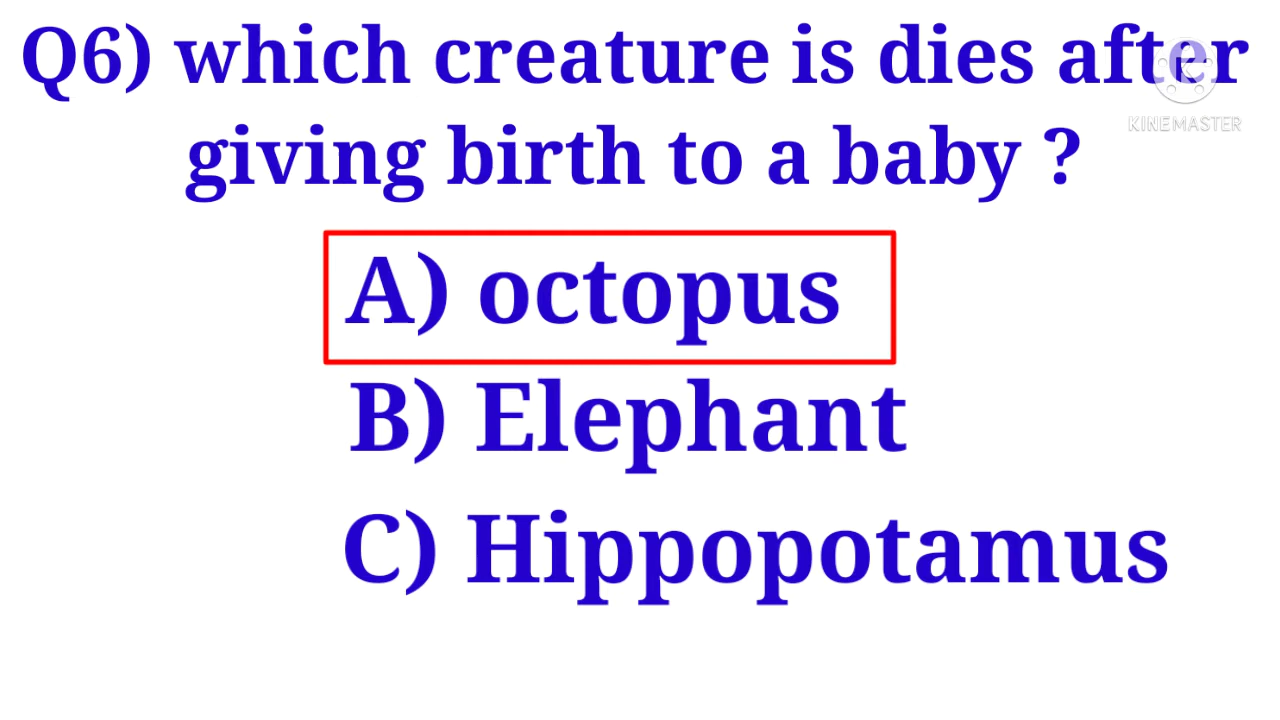 Q6) which creature is dies after
giving birth to a baby ?
KINEMASTER
A) octopus
B) Elephant
C) Hippopotamus